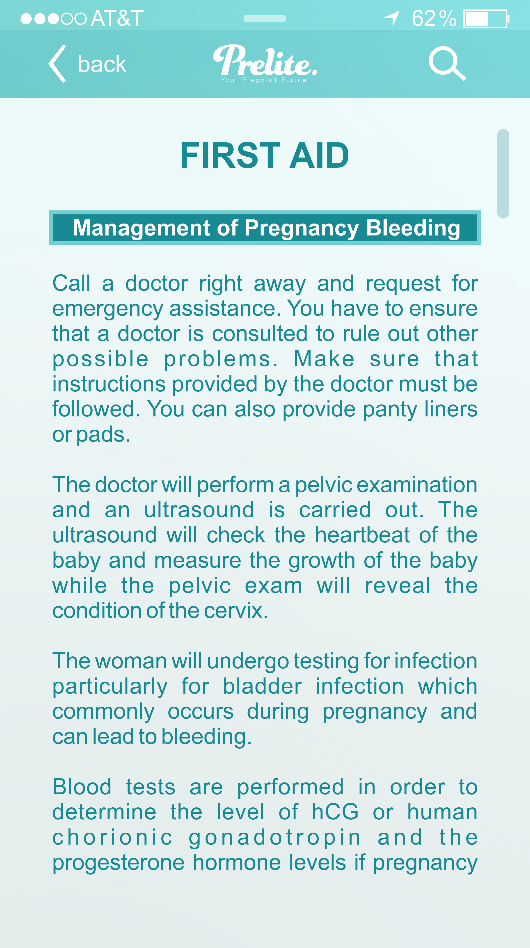 AT&T 62%
back Prelite.
Your Pregnant Partner
FIRST AID
Management of Pregnancy Bleeding
Call a doctor right away and request for
emergency assistance. You have to ensure
that a doctor is consulted to rule out other
possible problems. Make sure that
instructions provided by the doctor must be
followed. You can also provide panty liners
or pads.
The doctor will perform a pelvic examination
and an ultrasound is carried out. The
ultrasound will check the heartbeat of the
baby and measure the growth of the baby
while the pelvic exam will reveal the
condition of the cervix.
The woman will undergo testing for infection
particularly for bladder infection which
commonly occurs during pregnancy and
can lead to bleeding.
Blood tests are performed in order to
determine the level of hCG or human
chorionic gonadotropin and the
progesterone hormone levels if pregnancy